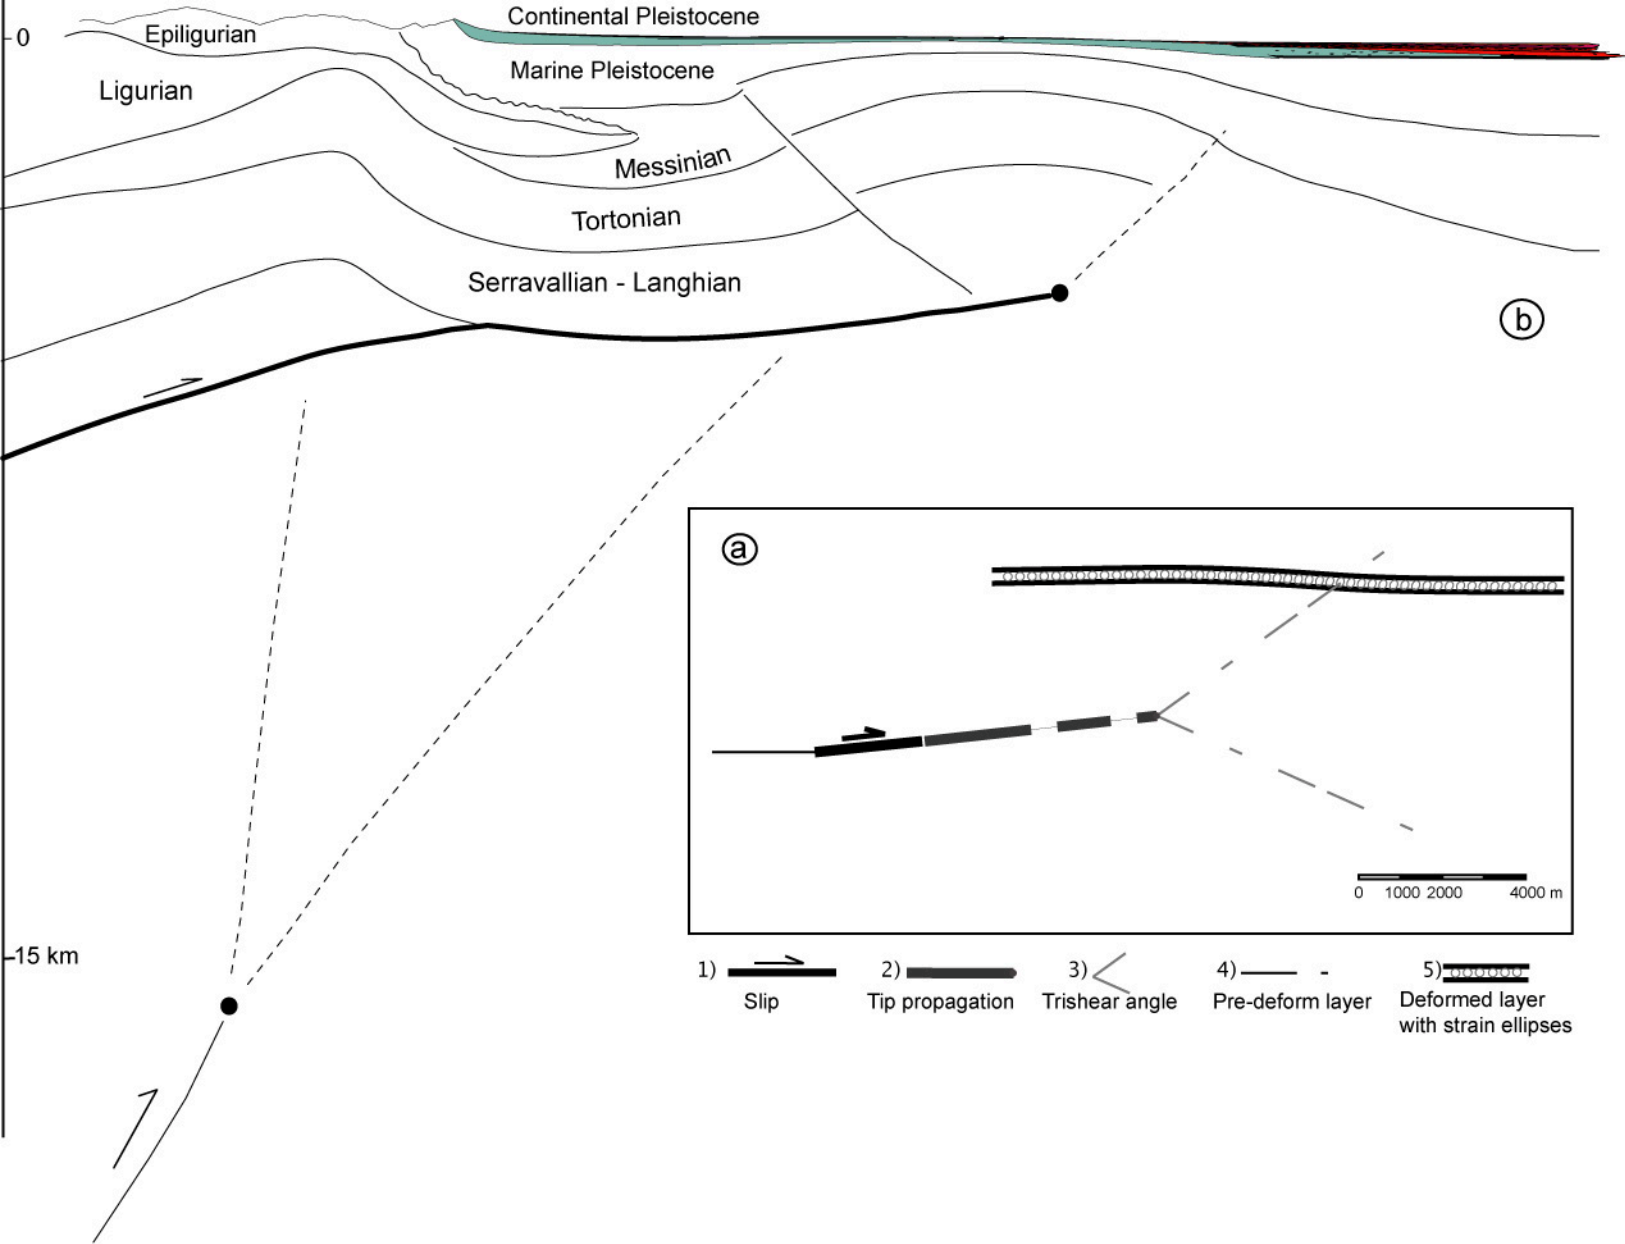 Continental Pleistocene
0
Epiligurian
Marine Pleistocene
Ligurian
Messinian
Tortonian
Serravallian - Langhian
b
a
0 1000 2000 4000 m
15 km
1) 2) 3) 4) 5)
Slip Tip propagation Trishear angle Pre-deform layer Deformed layer
with strain ellipses